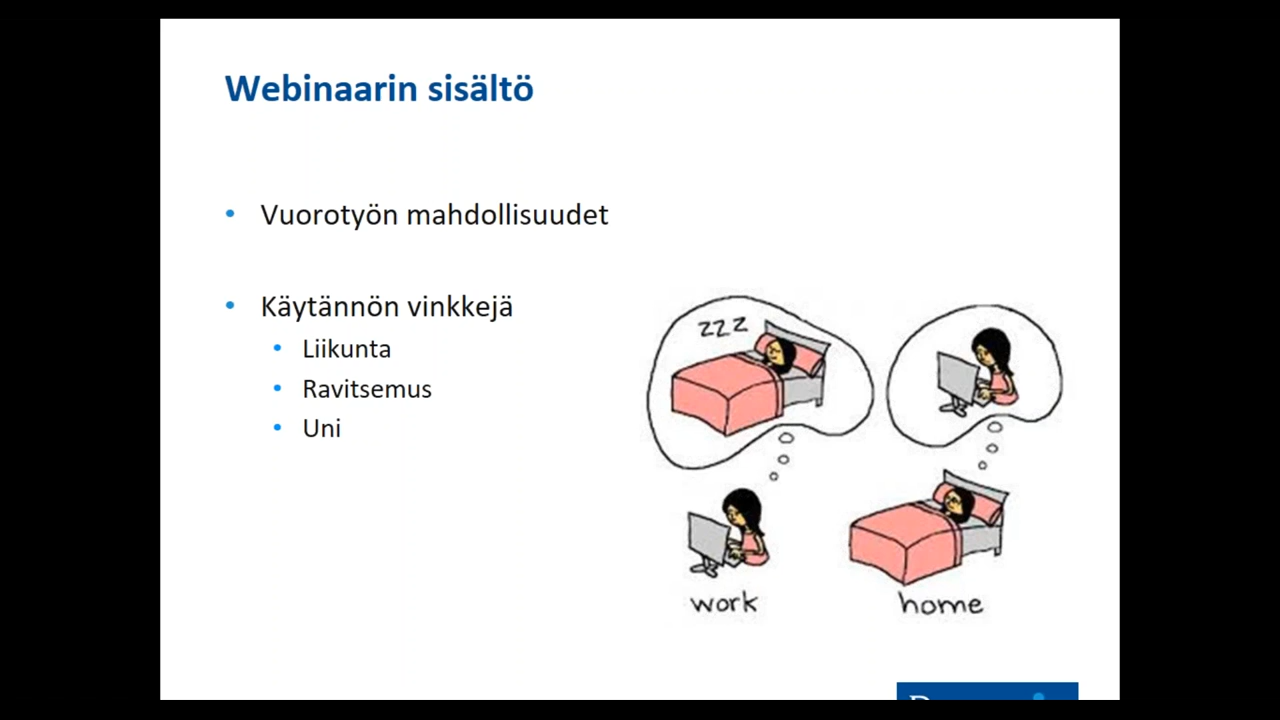 Webinaarin sisältö
• Vuorotyön mahdollisuudet
• Käytännön vinkkejä
• Liikunta
• Ravitsemus
• Uni
zzz
work
home